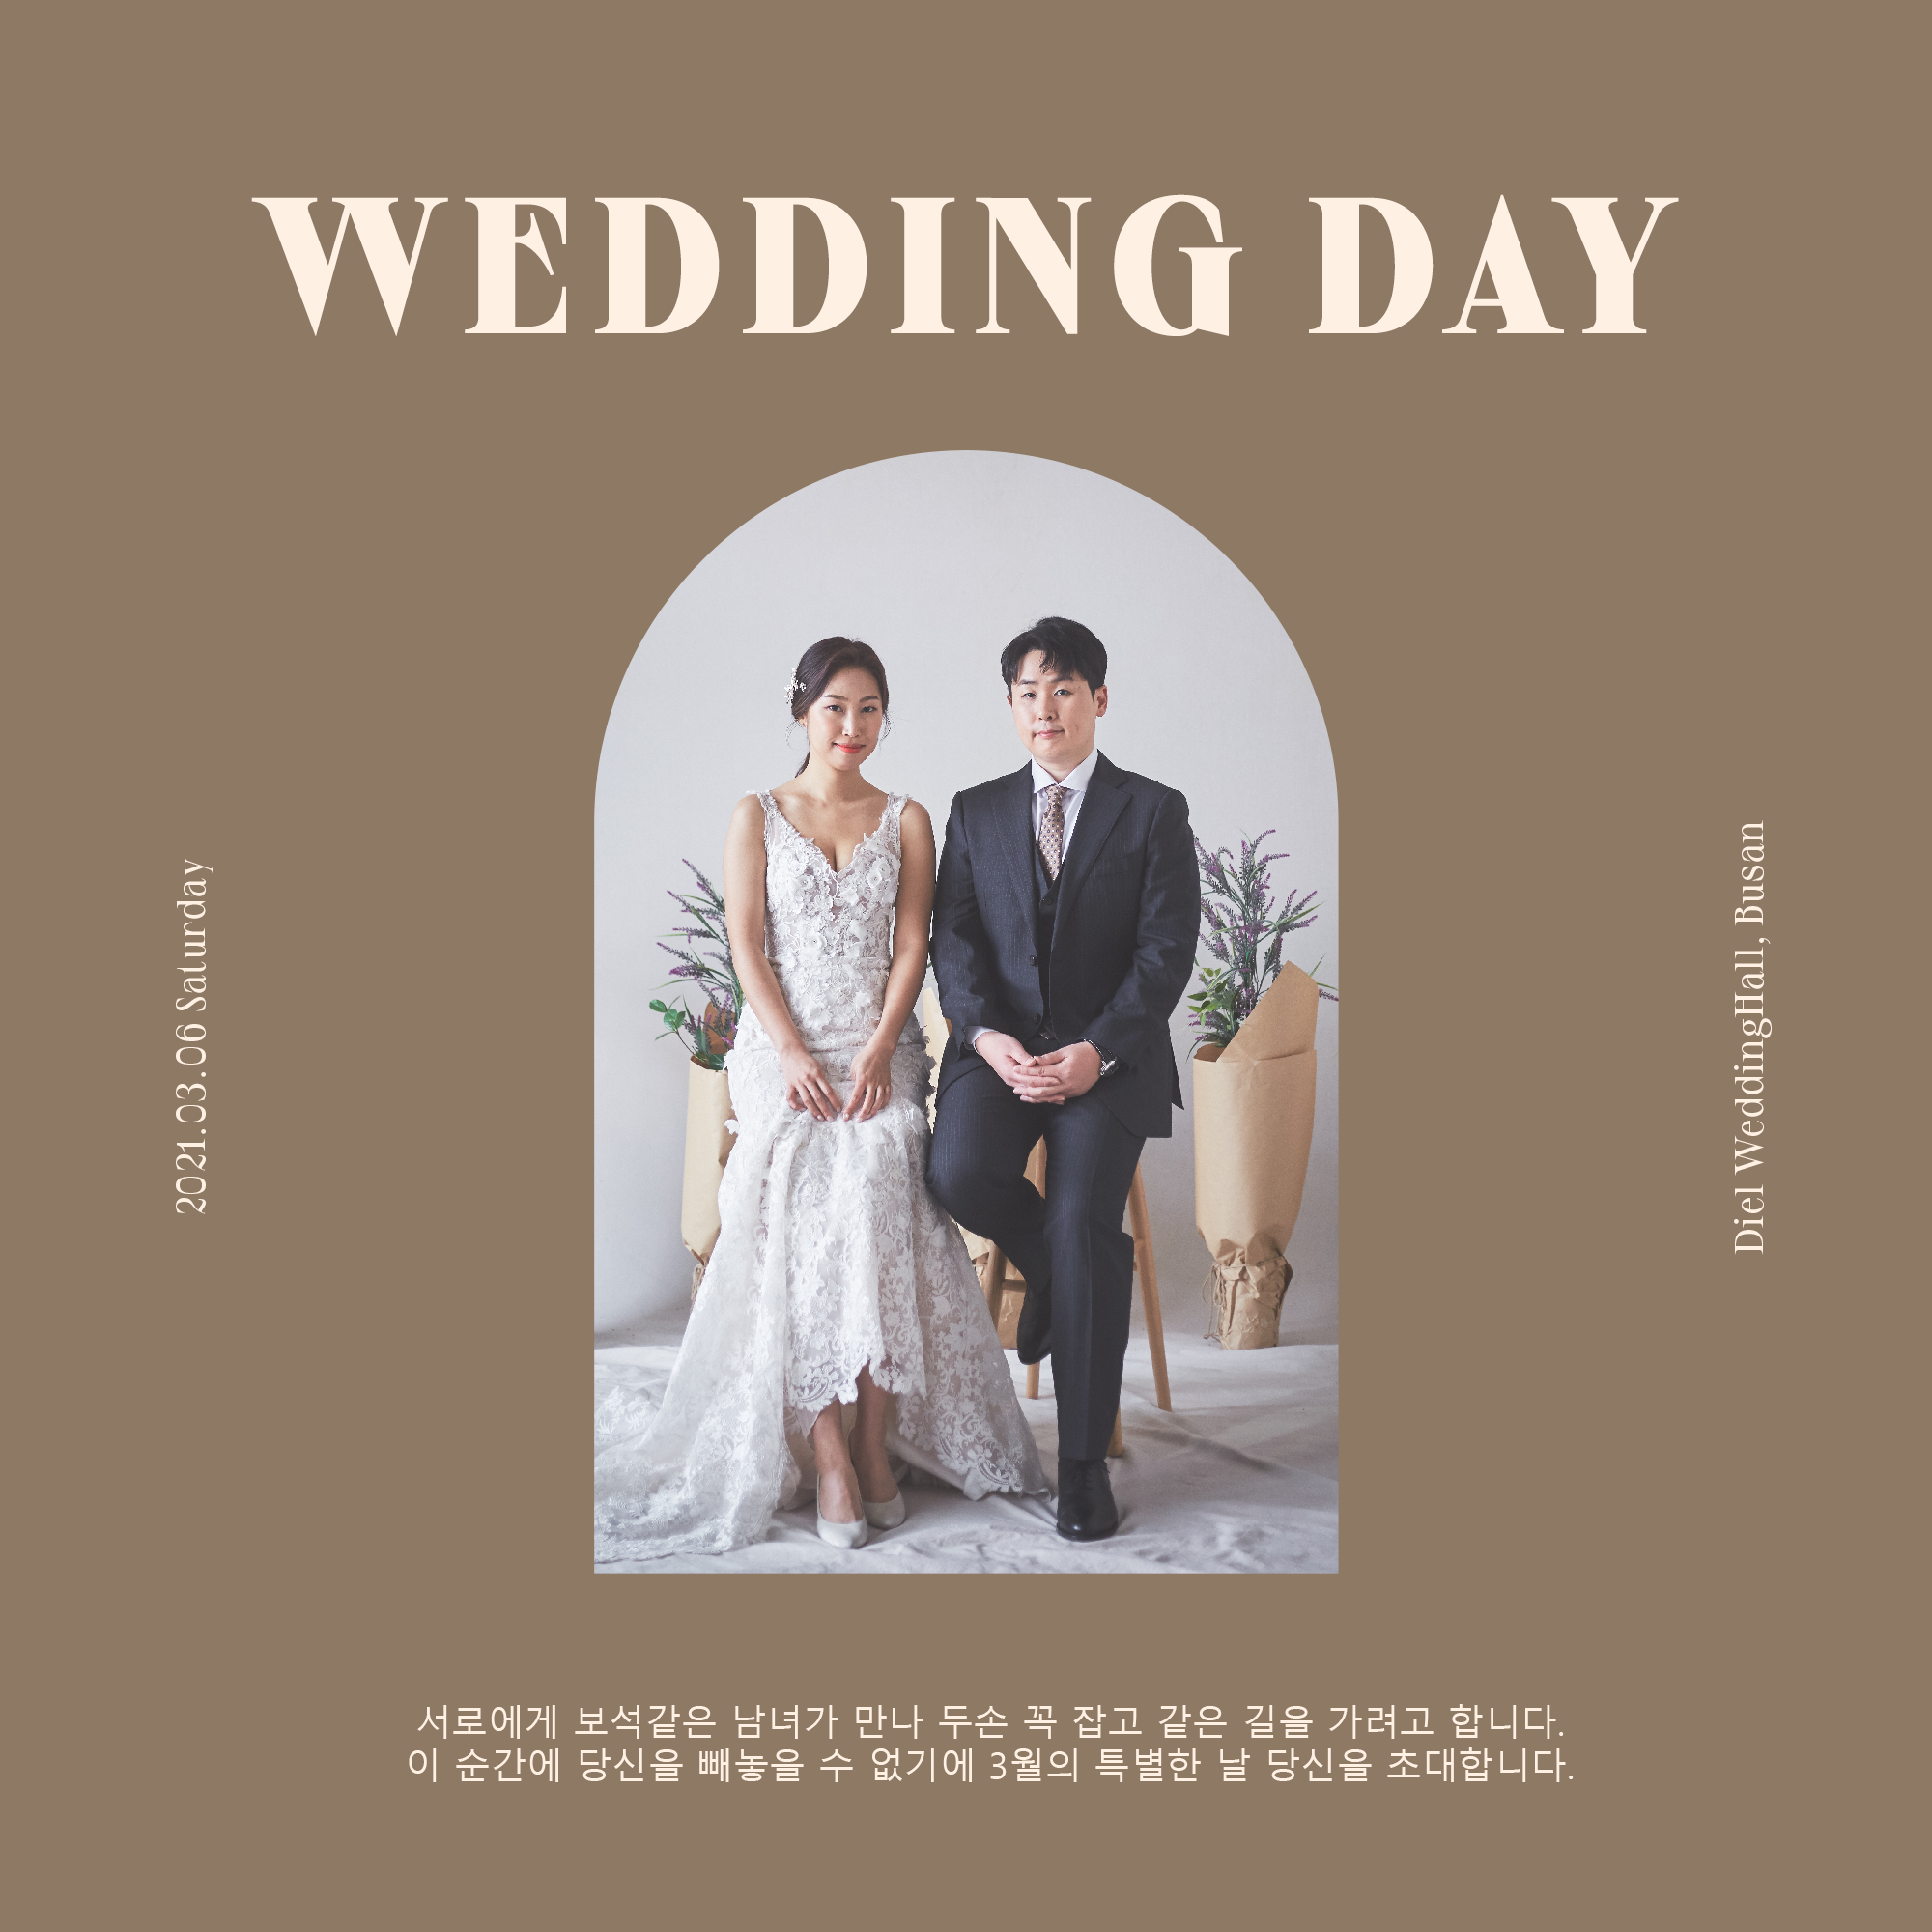 WEDDING DAY
2021.03.06 Saturday
Diel WeddingHall, Busan
서로에게 보석같은 남녀가 만나 두손 꼭 잡고 같은 길을 가려고 합니다.
이 순간에 당신을 빼놓을 수 없기에 3월의 특별한 날 당신을 초대합니다.